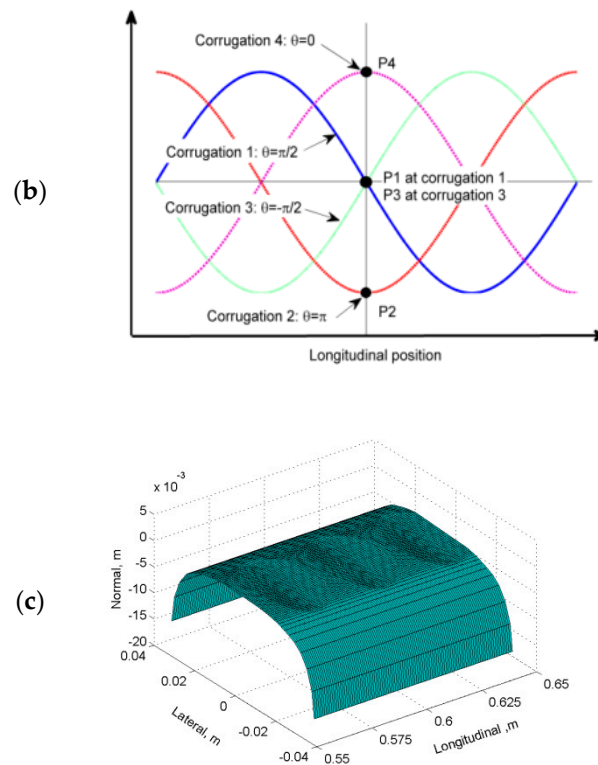 (b)
Corrugation 4: θ=0
P4
Corrugation 1: θ=π/2
P1 at corrugation 1
P3 at corrugation 3
Corrugation 3: θ=-π/2
Corrugation 2: θ=π
P2
Longitudinal position
(c)
x 10⁻³
5
0
-5
-10
-15
-20
Normal, m
0.04
0.02
0
-0.02
-0.04
Lateral, m
0.55
0.575
0.6
0.625
0.65
Longitudinal ,m